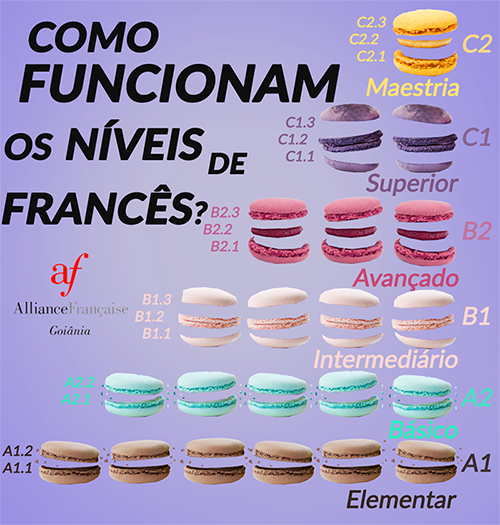 COMO
FUNCIONAM
OS NÍVEIS DE
FRANCÊS?
af
AllianceFrançaise
Goiânia
C2.3
C2.2
C2.1
C2
Maestria
C1.3
C1.2
C1.1
C1
Superior
B2.3
B2.2
B2.1
B2
Avançado
B1.3
B1.2
B1.1
B1
Intermediário
A2.2
A2.1
A2
Básico
A1.2
A1.1
A1
Elementar